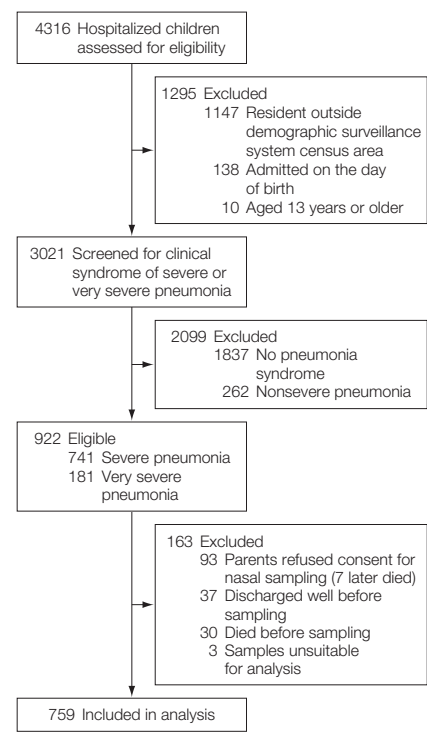 4316 Hospitalized children
assessed for eligibility
1295 Excluded
1147 Resident outside
demographic surveillance
system census area
138 Admitted on the day
of birth
10 Aged 13 years or older
3021 Screened for clinical
syndrome of severe or
very severe pneumonia
2099 Excluded
1837 No pneumonia
syndrome
262 Nonsevere pneumonia
922 Eligible
741 Severe pneumonia
181 Very severe
pneumonia
163 Excluded
93 Parents refused consent for
nasal sampling (7 later died)
37 Discharged well before
sampling
30 Died before sampling
3 Samples unsuitable
for analysis
759 Included in analysis